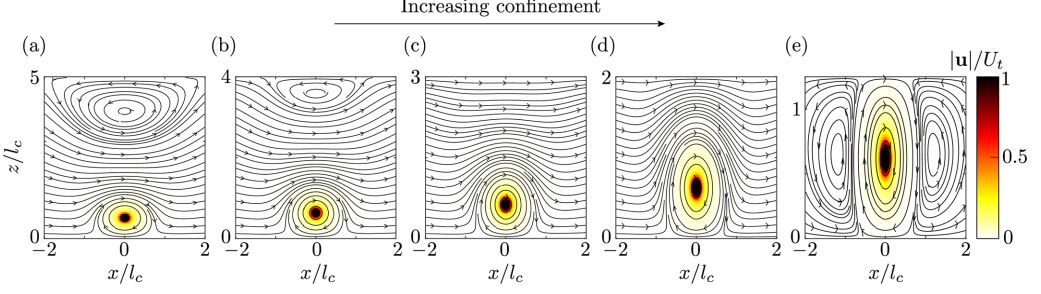 Increasing confinement
(a) (b) (c) (d) (e)
|u|/U_t
5 4 3 2 1 1
z/l_c
0.5
0 0 0 0 0 0
−2 0 2 −2 0 2 −2 0 2 −2 0 2 −2 0 2
x/l_c x/l_c x/l_c x/l_c x/l_c